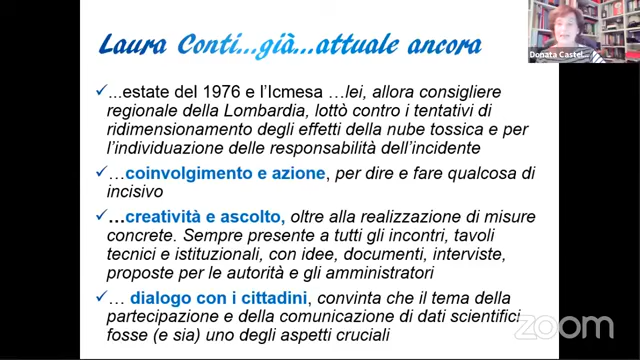 Laura Conti...già...attuale ancora
Donata Castel
...estate del 1976 e l'Icmesa …lei, allora consigliere
regionale della Lombardia, lottò contro i tentativi di
ridimensionamento degli effetti della nube tossica e per
l'individuazione delle responsabilità dell'incidente
…coinvolgimento e azione, per dire e fare qualcosa di
incisivo
…creatività e ascolto, oltre alla realizzazione di misure
concrete. Sempre presente a tutti gli incontri, tavoli
tecnici e istituzionali, con idee, documenti, interviste,
proposte per le autorità e gli amministratori
… dialogo con i cittadini, convinta che il tema della
partecipazione e della comunicazione di dati scientifici
fosse (e sia) uno degli aspetti cruciali
zoom